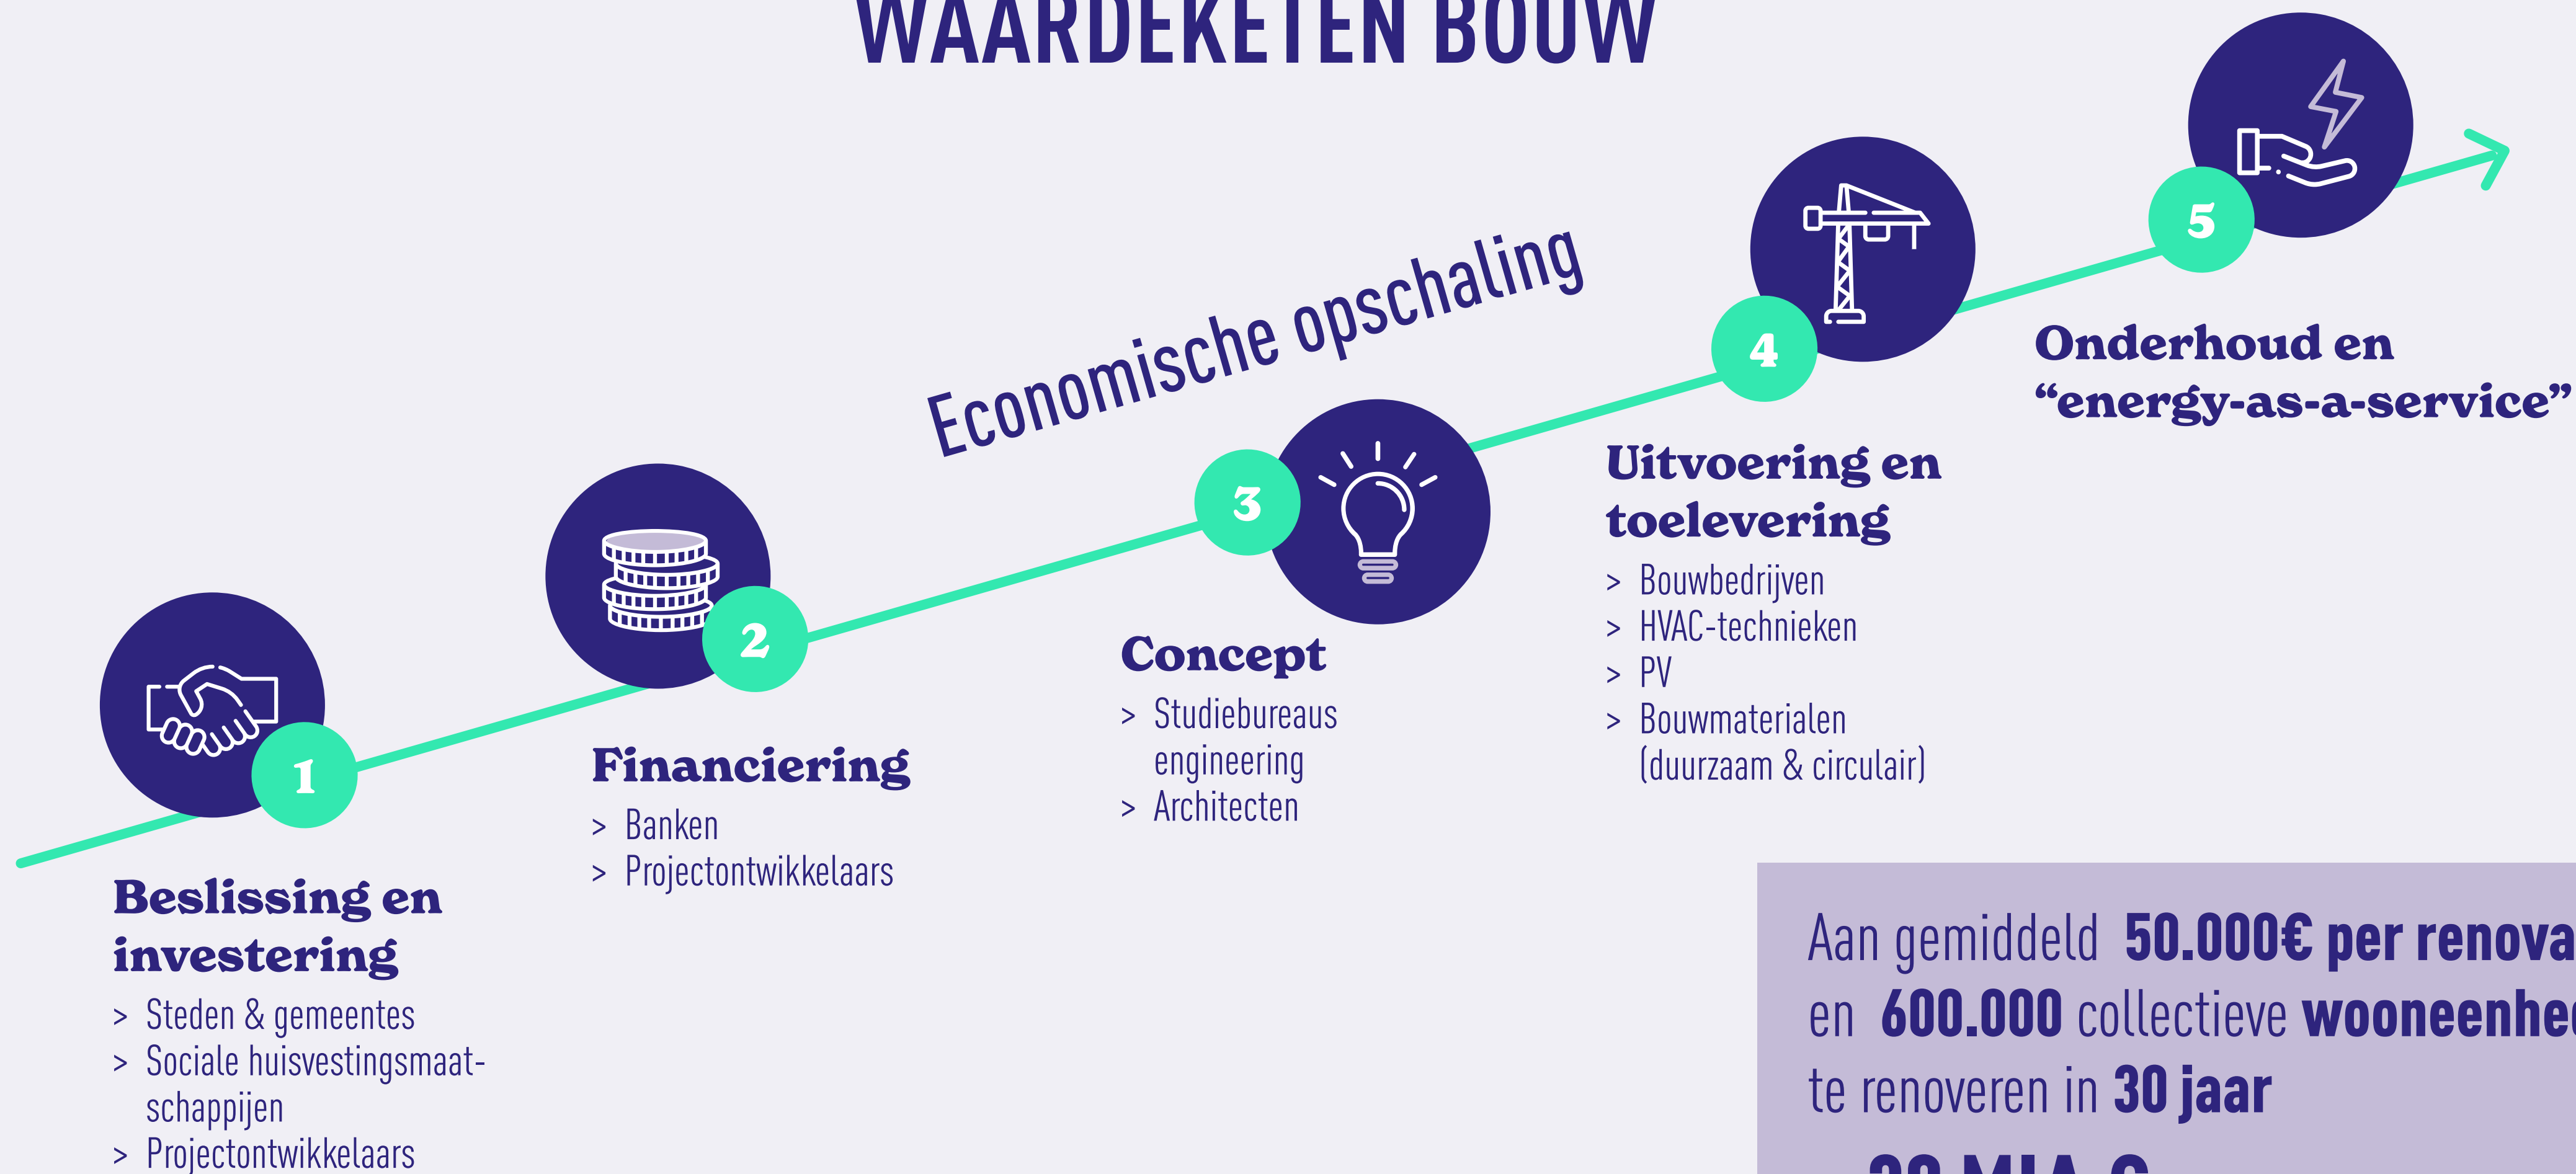 WAARDEKETEN BOUW
Economische opschaling
1
Beslissing en
investering
> Steden & gemeentes
> Sociale huisvestingsmaat-
schappijen
> Projectontwikkelaars
2
Financiering
> Banken
> Projectontwikkelaars
3
Concept
> Studiebureaus
engineering
> Architecten
4
Uitvoering en
toelevering
> Bouwbedrijven
> HVAC-technieken
> PV
> Bouwmaterialen
(duurzaam & circulair)
5
Onderhoud en
“energy-as-a-service”
Aan gemiddeld 50.000€ per renova
en 600.000 collectieve wooneenhe
te renoveren in 30 jaar